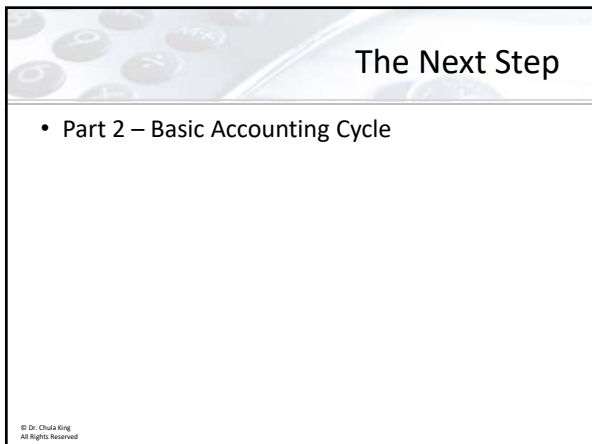 The Next Step
• Part 2 – Basic Accounting Cycle
© Dr. Chula King
All Rights Reserved